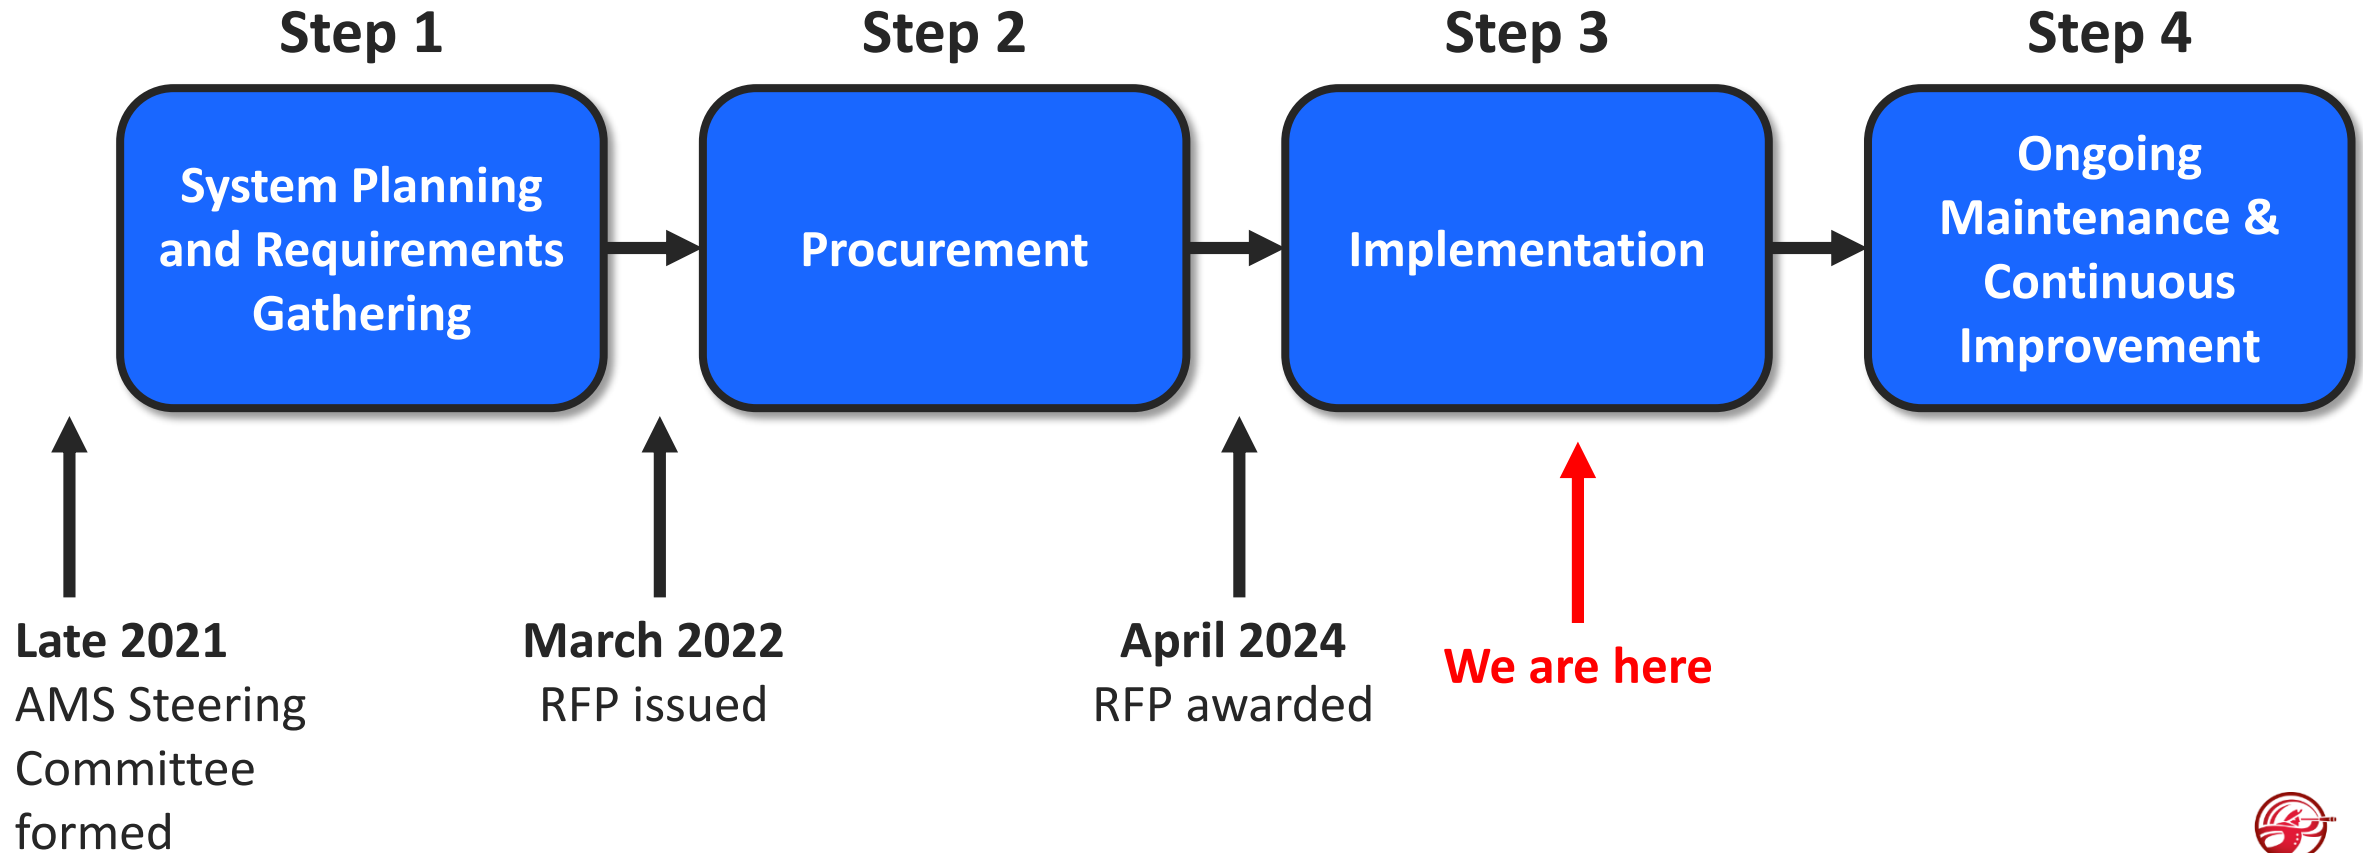 Step 1
Step 2
Step 3
Step 4
System Planning
and Requirements
Gathering
Procurement
Implementation
Ongoing
Maintenance &
Continuous
Improvement
Late 2021
AMS Steering
Committee
formed
March 2022
RFP issued
April 2024
RFP awarded
We are here